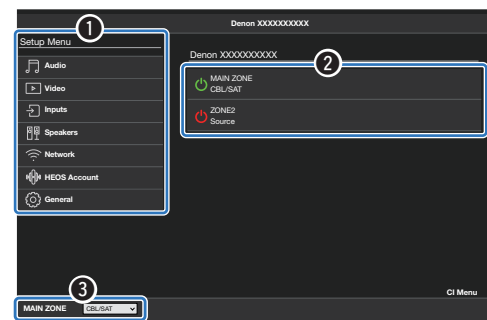 Denon XXXXXXXXXX
1
Setup Menu
Audio
Video
Inputs
Speakers
Network
HEOS Account
General
Denon XXXXXXXXXX
2
MAIN ZONE
CBL/SAT
ZONE2
Source
CI Menu
3
MAIN ZONE CBL/SAT